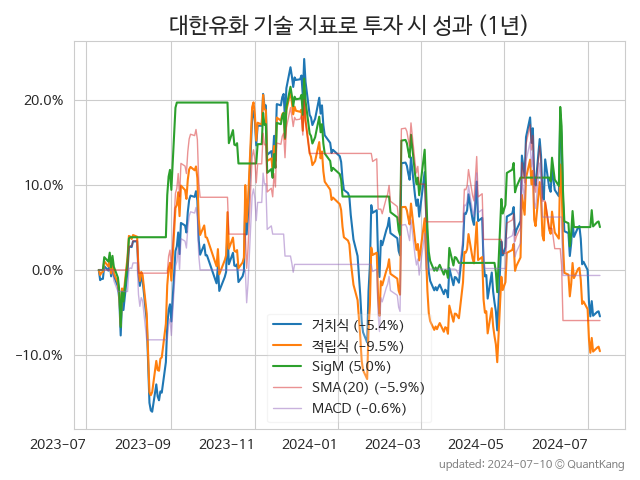 대한유화 기술 지표로 투자 시 성과 (1년)
20.0%
10.0%
0.0%
−10.0%
거치식 (−5.4%)
적립식 (−9.5%)
SigM (5.0%)
SMA(20) (−5.9%)
MACD (−0.6%)
2023-07
2023-09
2023-11
2024-01
2024-03
2024-05
2024-07
updated: 2024-07-10 © QuantKang